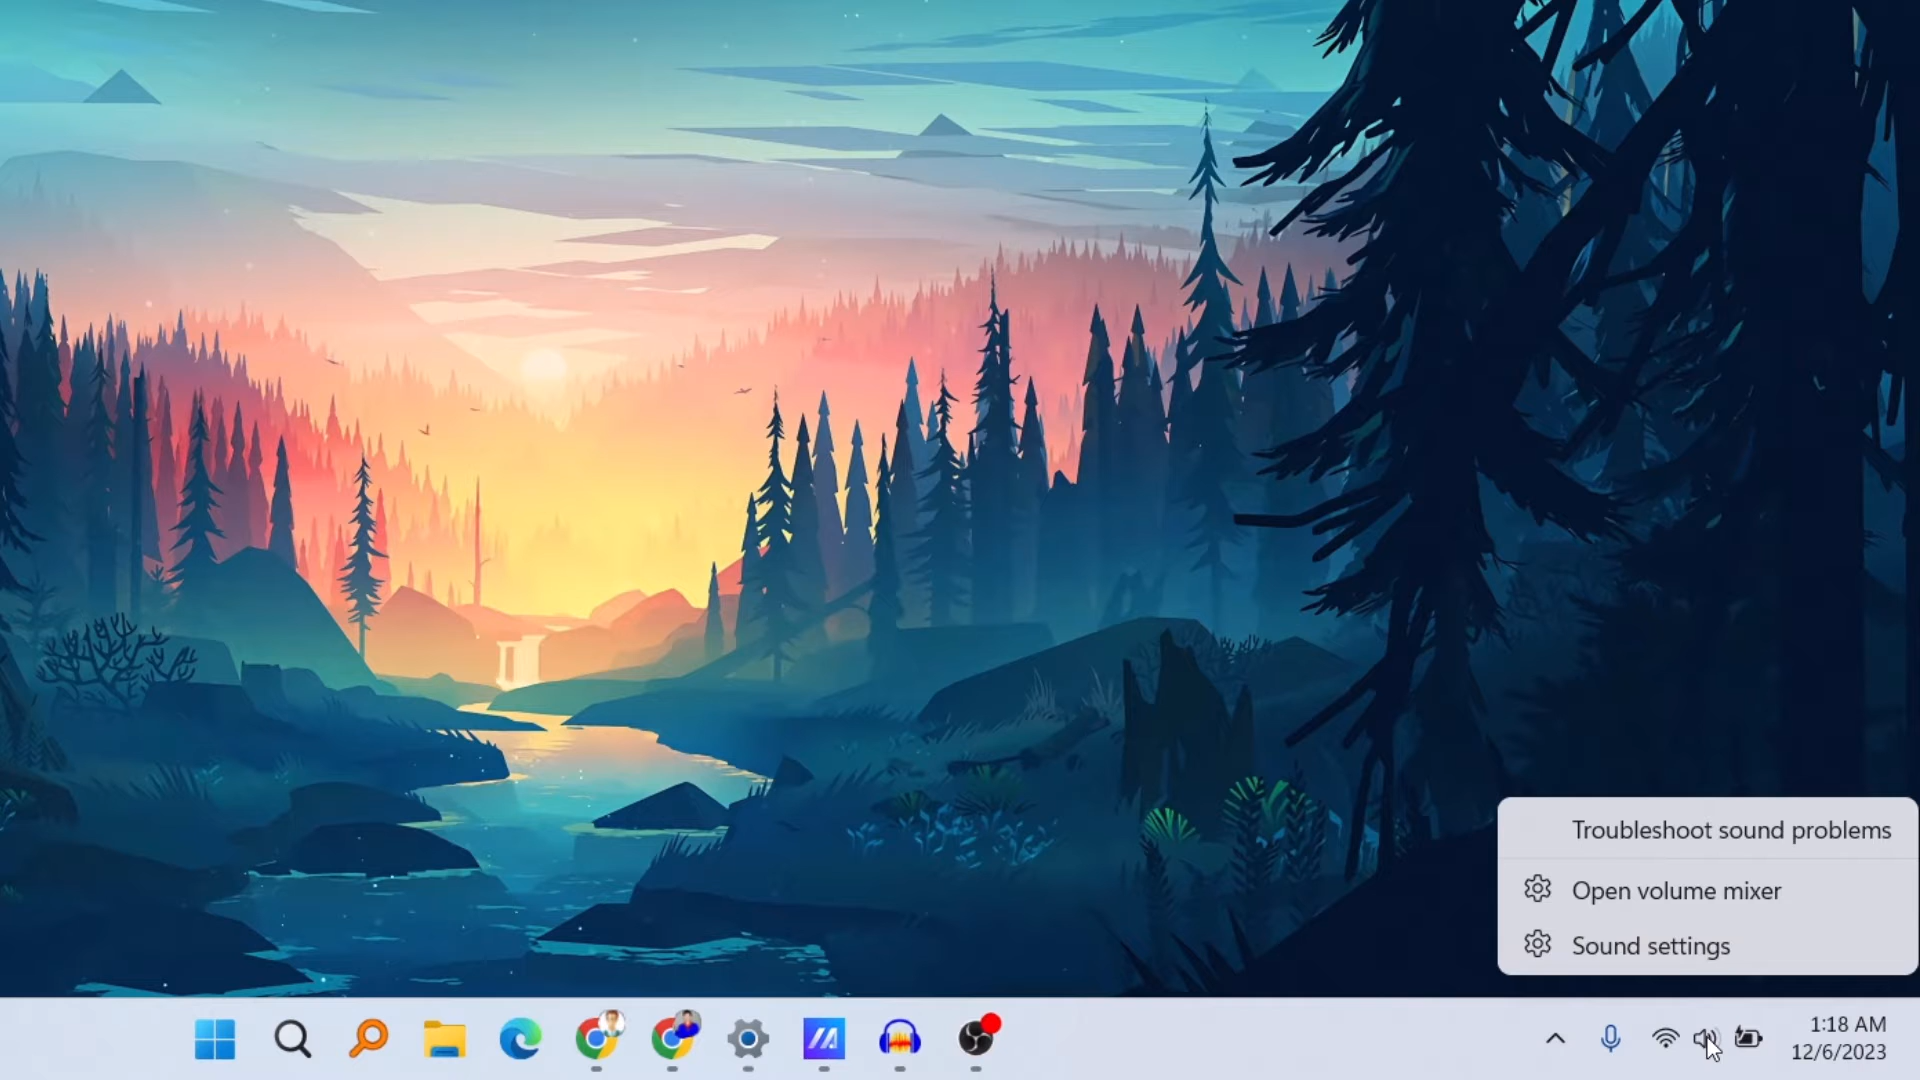 Troubleshoot sound problems
Open volume mixer
Sound settings
1:18 AM
12/6/2023